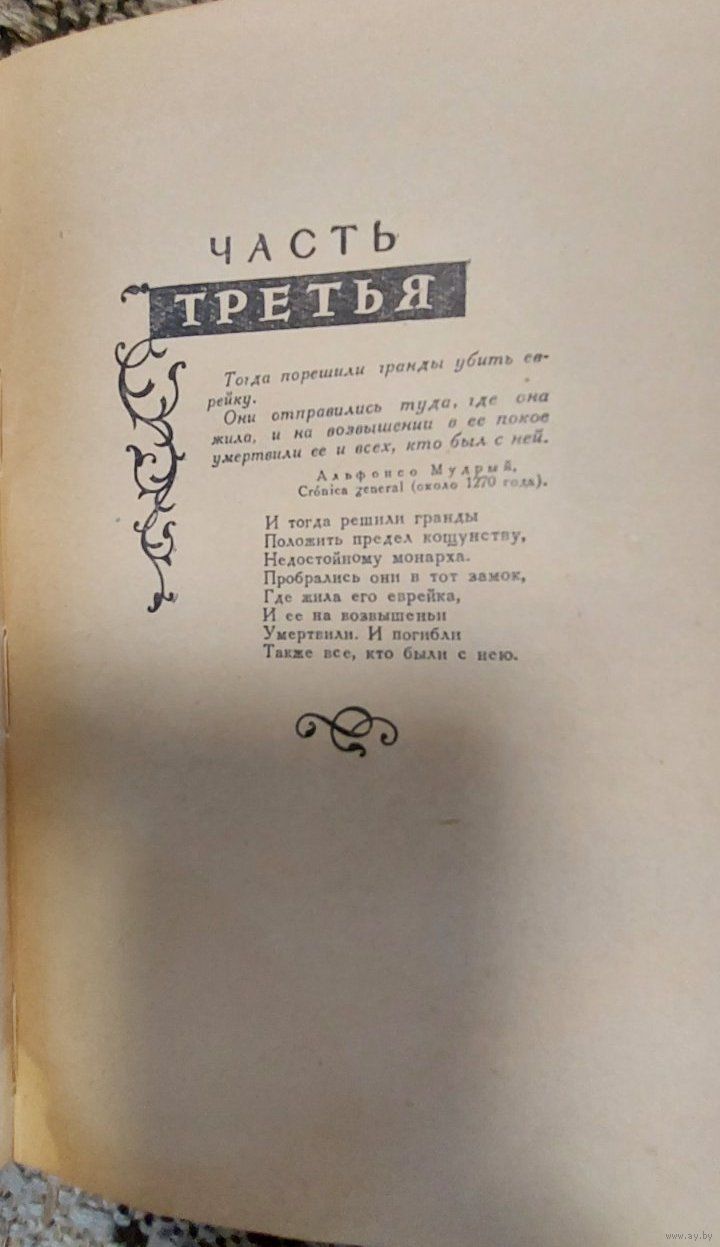 ЧАСТЬ
ТРЕТЬЯ
Тогда порешили гранды убить ев-
рейку.
Они отправились туда, где она
жила, и на возвышении в ее покое
умертвили ее и всех, кто был с ней.
Альфонсо Мудрый,
Crónica general (около 1270 года).
И тогда решили гранды
Положить предел кощунству,
Недостойному монарха.
Пробрались они в тот замок,
Где жила его еврейка,
И ее на возвышеньи
Умертвили. И погибли
Также все, кто были с нею.
www.ay.by